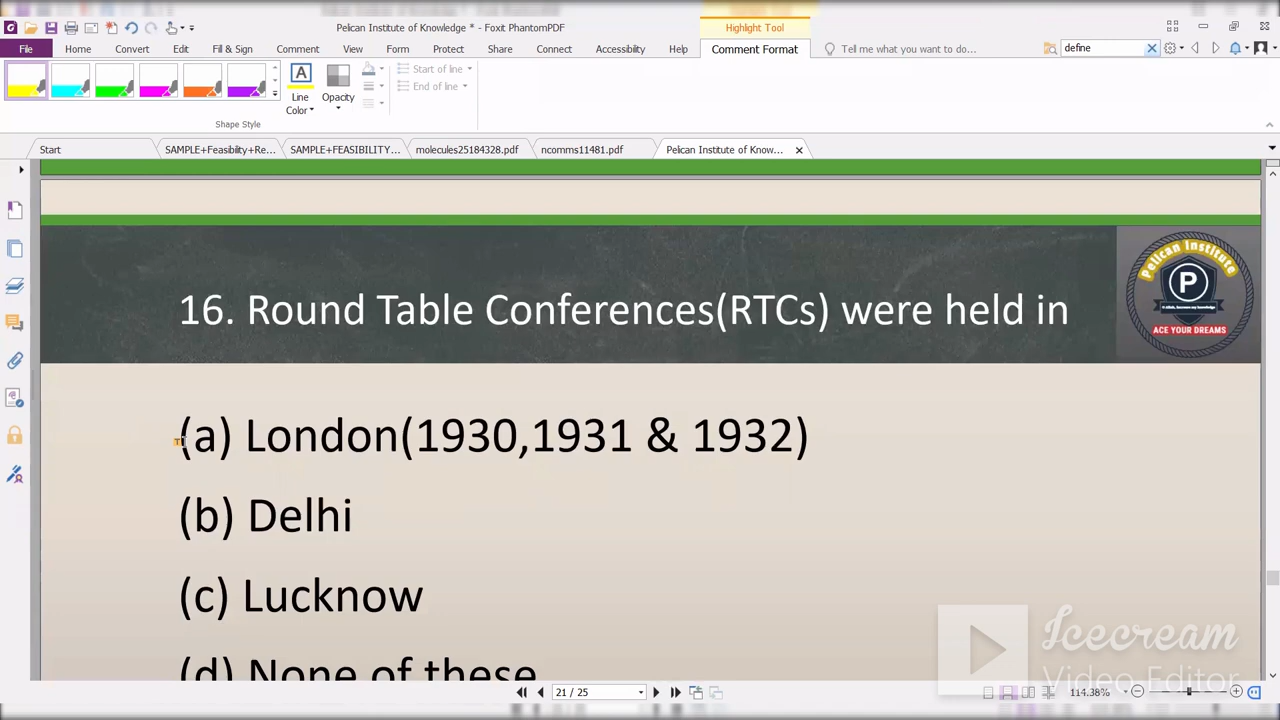 Pelican Institute of Knowledge * - Foxit PhantomPDF
Highlight Tool
File Home Convert Edit Fill & Sign Comment View Form Protect Share Connect Accessibility Help Comment Format Tell me what you want to do... define
Line Color
Opacity
Start of line
End of line
Shape Style
Start SAMPLE+Feasibility+Re... SAMPLE+FEASIBILITY... molecules25184328.pdf ncomms11481.pdf Pelican Institute of Know...
Pelican Institute
P
ACE YOUR DREAMS
16. Round Table Conferences(RTCs) were held in
(a) London(1930,1931 & 1932)
(b) Delhi
(c) Lucknow
(d) None of these
Icecream
Video Editor
21 / 25
114.38%